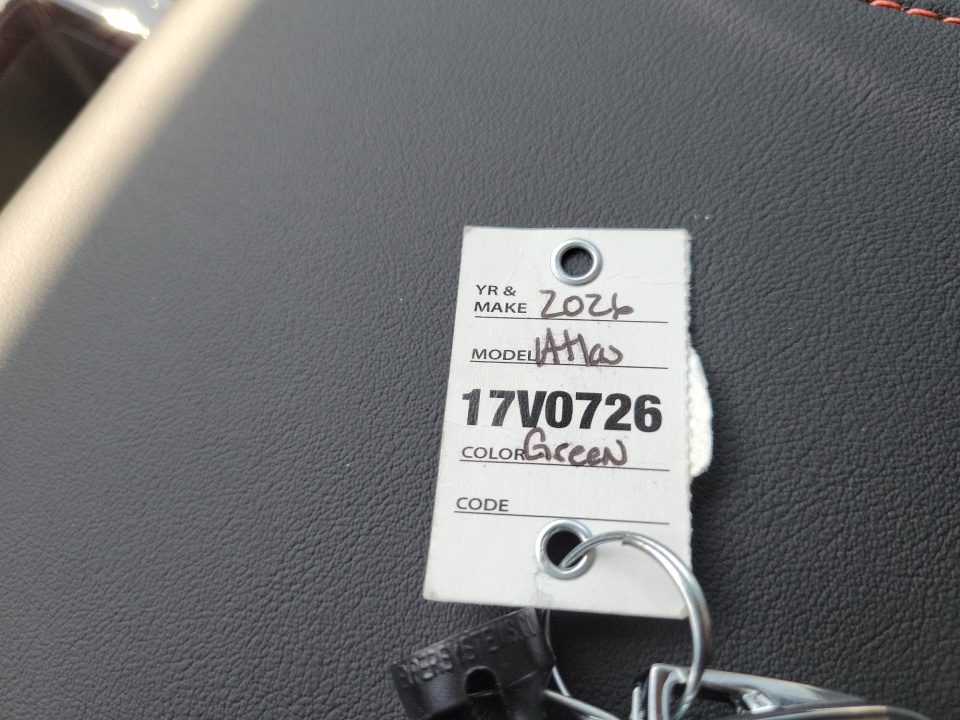 YR &
MAKE 2026
MODEL Atlas
17V0726
COLOR Green
CODE